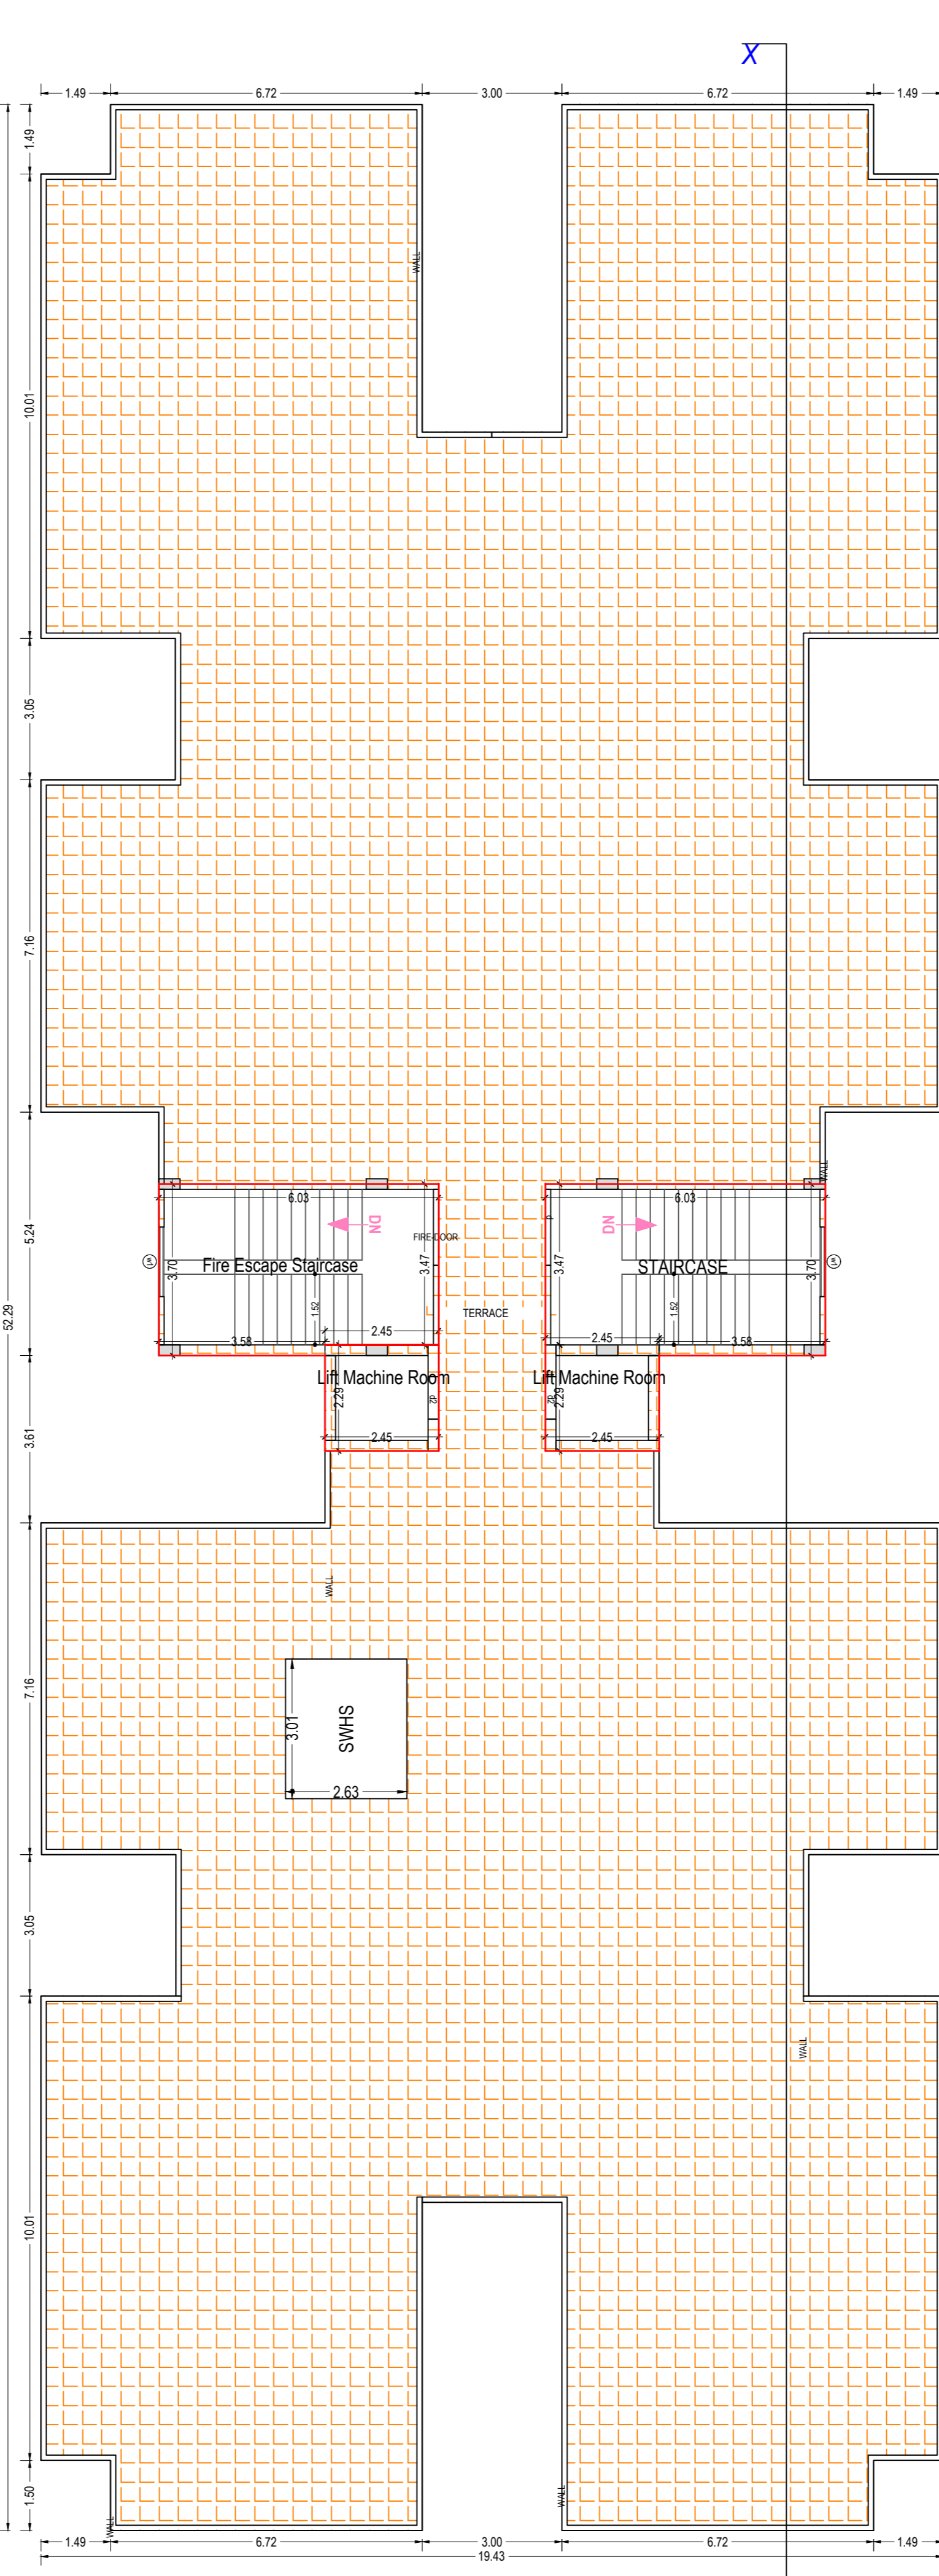 X
1.49 6.72 3.00 6.72 1.49
1.49
WALL
10.01
3.05
7.16
WALL
6.03 6.03
DN DN
FIRE-DOOR
5.24
W1 3.70 Fire Escape Staircase 3.47 3.47 STAIRCASE 3.70 W1
52.29
1.52 TERRACE 1.52
3.58 2.45 2.45 3.58
Lift Machine Room Lift Machine Room
2.29 2.29
3.61
2.45 2.45
WALL
7.16
3.01 SWHS
2.63
3.05
WALL
10.01
1.50
WALL WALL
1.49 6.72 3.00 6.72 1.49
19.43